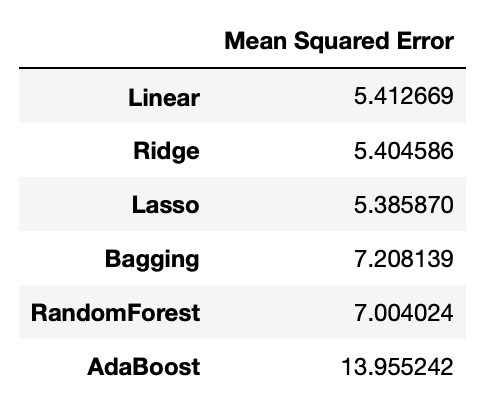 Mean Squared Error
Linear 5.412669
Ridge 5.404586
Lasso 5.385870
Bagging 7.208139
RandomForest 7.004024
AdaBoost 13.955242